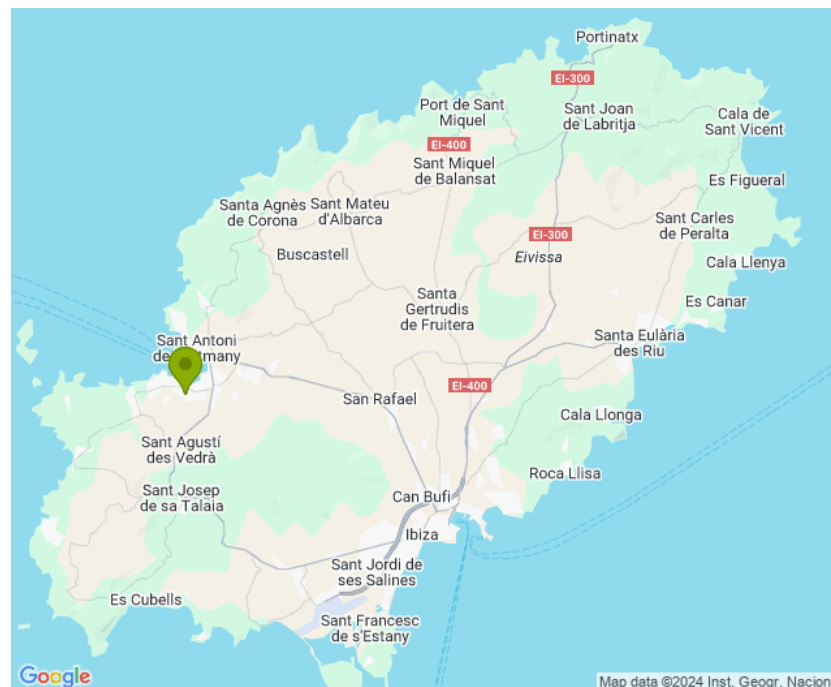 Portinatx
EI-300
Port de Sant
Miquel
Sant Joan
de Labritja
Cala de
Sant Vicent
EI-400
Sant Miquel
de Balansat
Es Figueral
Santa Agnès
de Corona
Sant Mateu
d'Albarca
Sant Carles
de Peralta
EI-300
Buscastell
Eivissa
Cala Llenya
Santa
Gertrudis
de Fruitera
Es Canar
Sant Antoni
de
many
Santa Eulària
des Riu
EI-400
San Rafael
Cala Llonga
Sant Agustí
des Vedrà
Roca Llisa
Sant Josep
de sa Talaia
Can Bufi
Ibiza
Sant Jordi de
ses Salines
Es Cubells
Sant Francesc
de s'Estany
Google
Map data ©2024 Inst. Geogr. Nacion